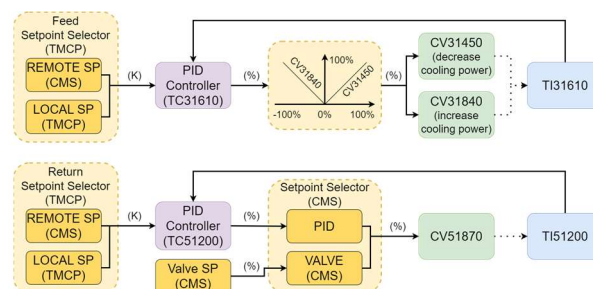 Feed
Setpoint Selector
(TMCP)
REMOTE SP
(CMS)
LOCAL SP
(TMCP)
(K)
PID
Controller
(TC31610)
(%)
100%
CV31840
CV31450
-100%
0%
100%
(%)
CV31450
(decrease
cooling power)
CV31840
(increase
cooling power)
TI31610
Return
Setpoint Selector
(TMCP)
REMOTE SP
(CMS)
LOCAL SP
(TMCP)
(K)
PID
Controller
(TC51200)
(%)
Valve SP
(CMS)
(%)
Setpoint Selector
(CMS)
PID
VALVE
(CMS)
(%)
CV51870
TI51200